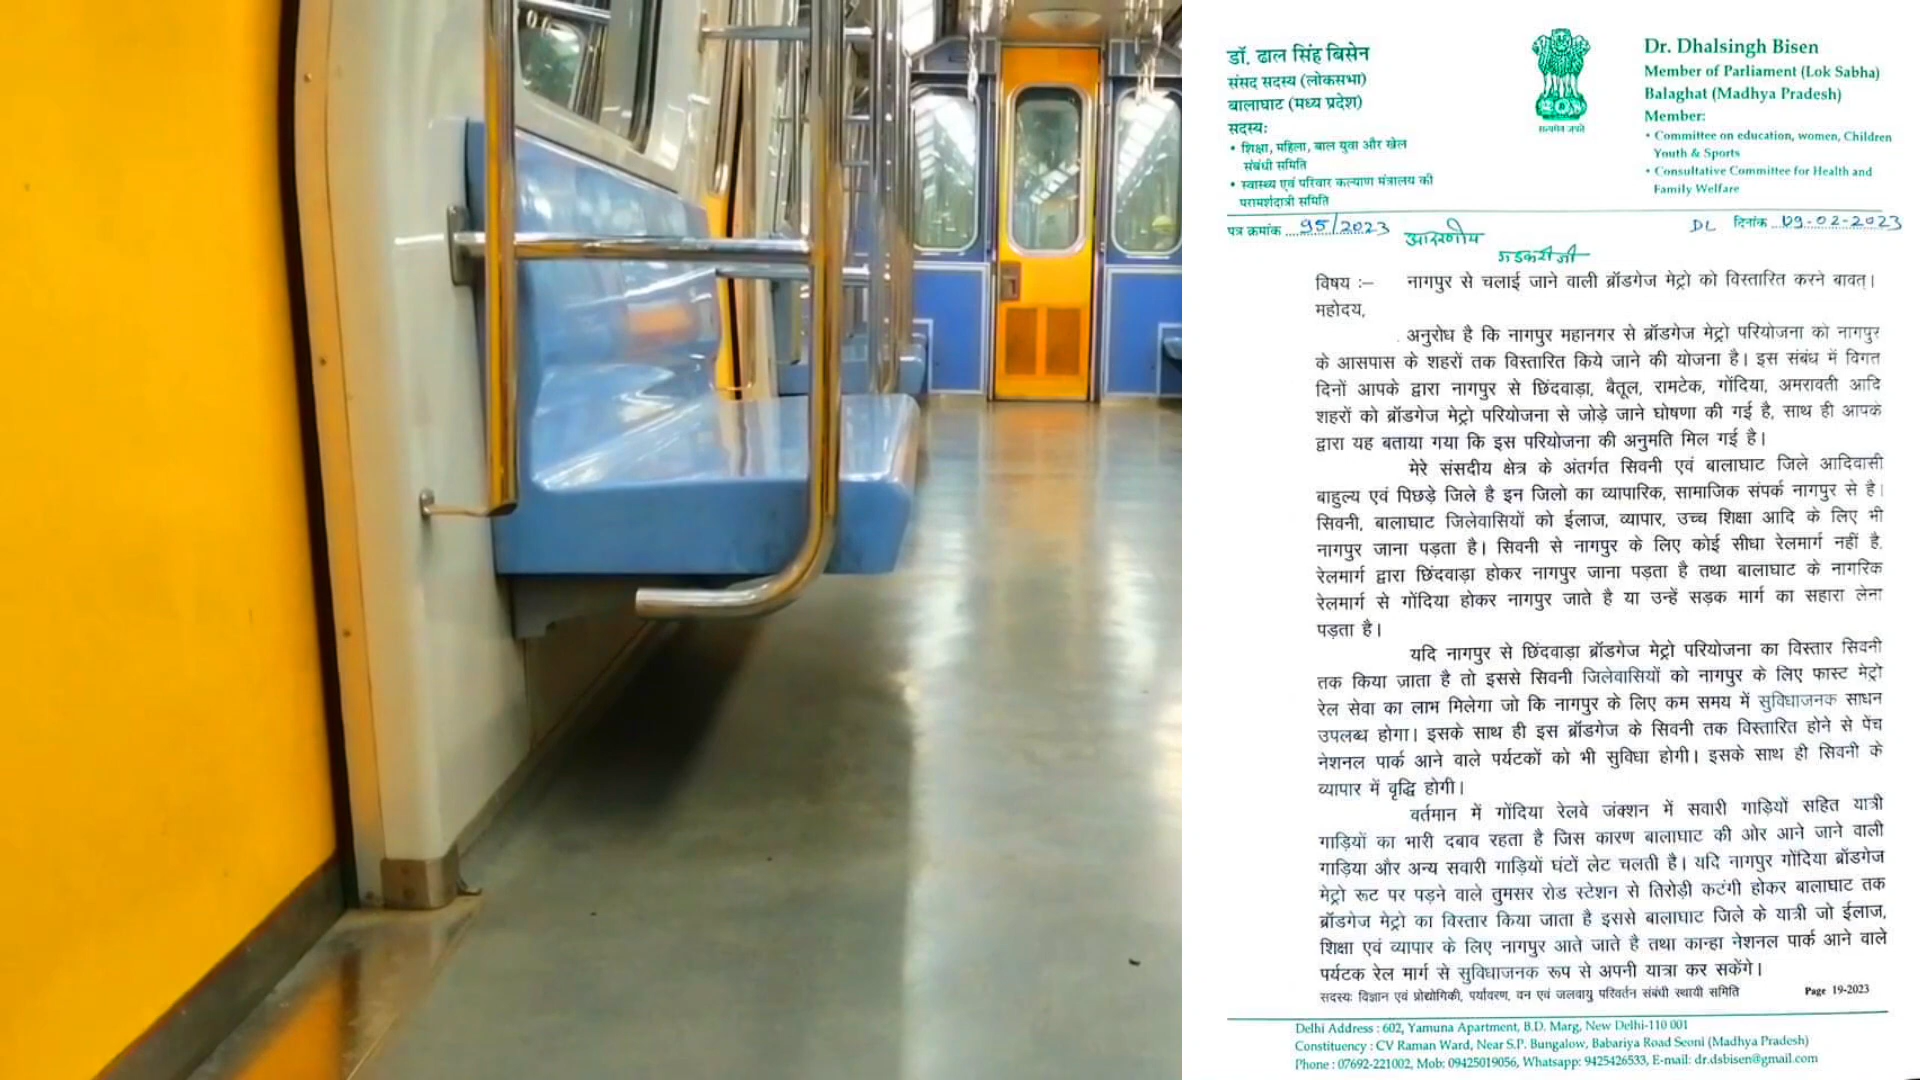 डॉ. ढाल सिंह बिसेन
संसद सदस्य (लोकसभा)
बालाघाट (मध्य प्रदेश)
सदस्यः
• शिक्षा, महिला, बाल युवा और खेल
संबंधी समिति
• स्वास्थ्य एवं परिवार कल्याण मंत्रालय की
परामर्शदात्री समिति
सत्यमेव जयते
Dr. Dhalsingh Bisen
Member of Parliament (Lok Sabha)
Balaghat (Madhya Pradesh)
Member:
• Committee on education, women, Children
Youth & Sports
• Consultative Committee for Health and
Family Welfare
पत्र क्रमांक ....95/2023
DL दिनांक ...09-02-2023
आदरणीय
गडकरी जी
विषय :– नागपुर से चलाई जाने वाली ब्रॉडगेज मेट्रो को विस्तारित करने बावत्।
महोदय,
अनुरोध है कि नागपुर महानगर से ब्रॉडगेज मेट्रो परियोजना को नागपुर
के आसपास के शहरों तक विस्तारित किये जाने की योजना है। इस संबंध में विगत
दिनों आपके द्वारा नागपुर से छिंदवाड़ा, बैतूल, रामटेक, गोंदिया, अमरावती आदि
शहरों को ब्रॉडगेज मेट्रो परियोजना से जोड़े जाने घोषणा की गई है, साथ ही आपके
द्वारा यह बताया गया कि इस परियोजना की अनुमति मिल गई है।
मेरे संसदीय क्षेत्र के अंतर्गत सिवनी एवं बालाघाट जिले आदिवासी
बाहुल्य एवं पिछड़े जिले है इन जिलो का व्यापारिक, सामाजिक संपर्क नागपुर से है।
सिवनी, बालाघाट जिलेवासियों को ईलाज, व्यापार, उच्च शिक्षा आदि के लिए भी
नागपुर जाना पड़ता है। सिवनी से नागपुर के लिए कोई सीधा रेलमार्ग नहीं है.
रेलमार्ग द्वारा छिंदवाड़ा होकर नागपुर जाना पड़ता है तथा बालाघाट के नागरिक
रेलमार्ग से गोंदिया होकर नागपुर जाते है या उन्हें सड़क मार्ग का सहारा लेना
पड़ता है।
यदि नागपुर से छिंदवाड़ा ब्रॉडगेज मेट्रो परियोजना का विस्तार सिवनी
तक किया जाता है तो इससे सिवनी जिलेवासियों को नागपुर के लिए फास्ट मेट्रो
रेल सेवा का लाभ मिलेगा जो कि नागपुर के लिए कम समय में सुविधाजनक साधन
उपलब्ध होगा। इसके साथ ही इस ब्रॉडगेज के सिवनी तक विस्तारित होने से पेंच
नेशनल पार्क आने वाले पर्यटकों को भी सुविधा होगी। इसके साथ ही सिवनी के
व्यापार में वृद्धि होगी।
वर्तमान में गोंदिया रेलवे जंक्शन में सवारी गाड़ियों सहित यात्री
गाड़ियों का भारी दबाव रहता है जिस कारण बालाघाट की ओर आने जाने वाली
गाड़िया और अन्य सवारी गाड़ियों घंटों लेट चलती है। यदि नागपुर गोंदिया ब्रॉडगेज
मेट्रो रूट पर पड़ने वाले तुमसर रोड स्टेशन से तिरोड़ी कटंगी होकर बालाघाट तक
ब्रॉडगेज मेट्रो का विस्तार किया जाता है इससे बालाघाट जिले के यात्री जो ईलाज,
शिक्षा एवं व्यापार के लिए नागपुर आते जाते है तथा कान्हा नेशनल पार्क आने वाले
पर्यटक रेल मार्ग से सुविधाजनक रूप से अपनी यात्रा कर सकेंगे।
सदस्यः विज्ञान एवं प्रोद्योगिकी, पर्यावरण, वन एवं जलवायु परिवर्तन संबंधी स्थायी समिति
Page 19-2023
Delhi Address : 602, Yamuna Apartment, B.D. Marg, New Delhi-110 001
Constituency : CV Raman Ward, Near S.P. Bungalow, Babariya Road Seoni (Madhya Pradesh)
Phone : 07692-221002, Mob: 09425019056, Whatsapp: 9425426533, E-mail: dr.dsbisen@gmail.com